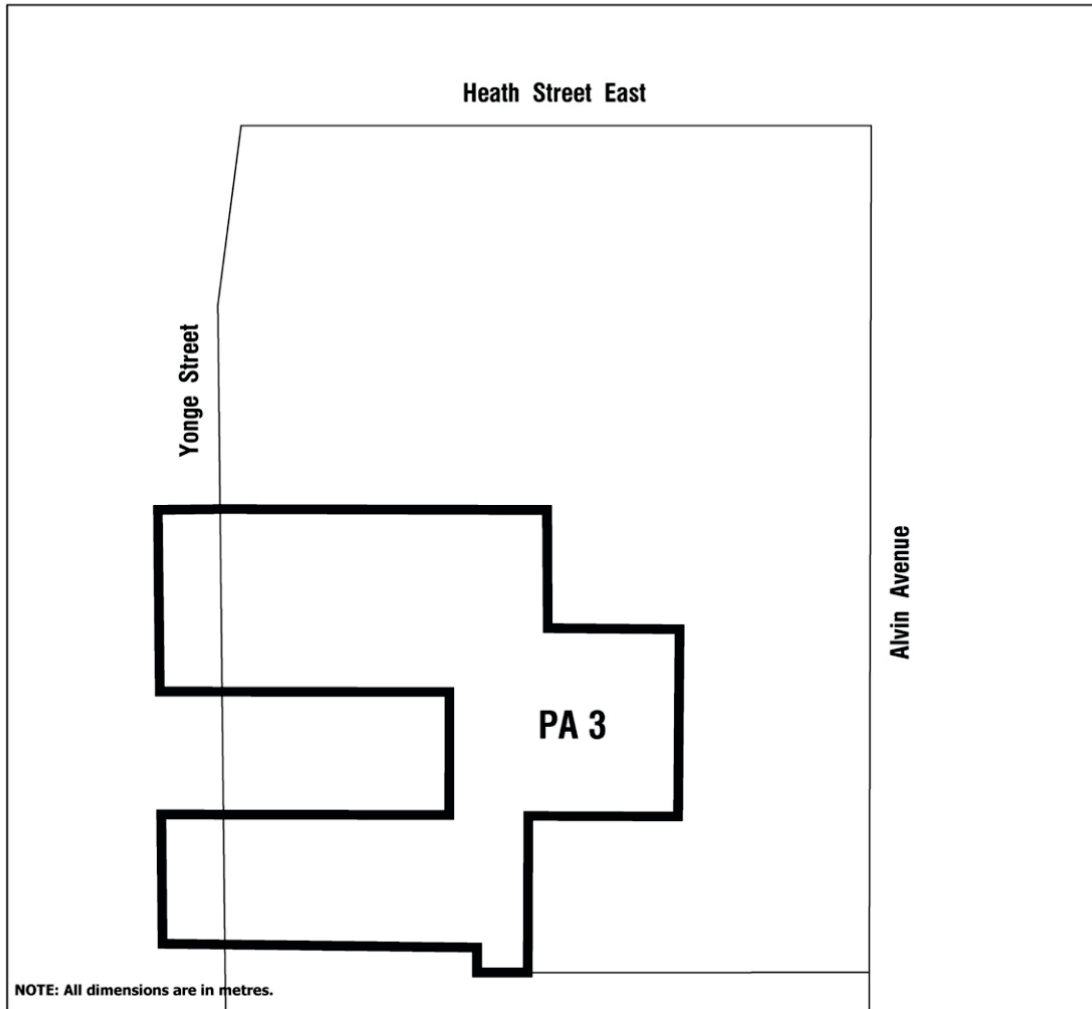 Heath Street East
Yonge Street
Alvin Avenue
PA 3
NOTE: All dimensions are in metres.